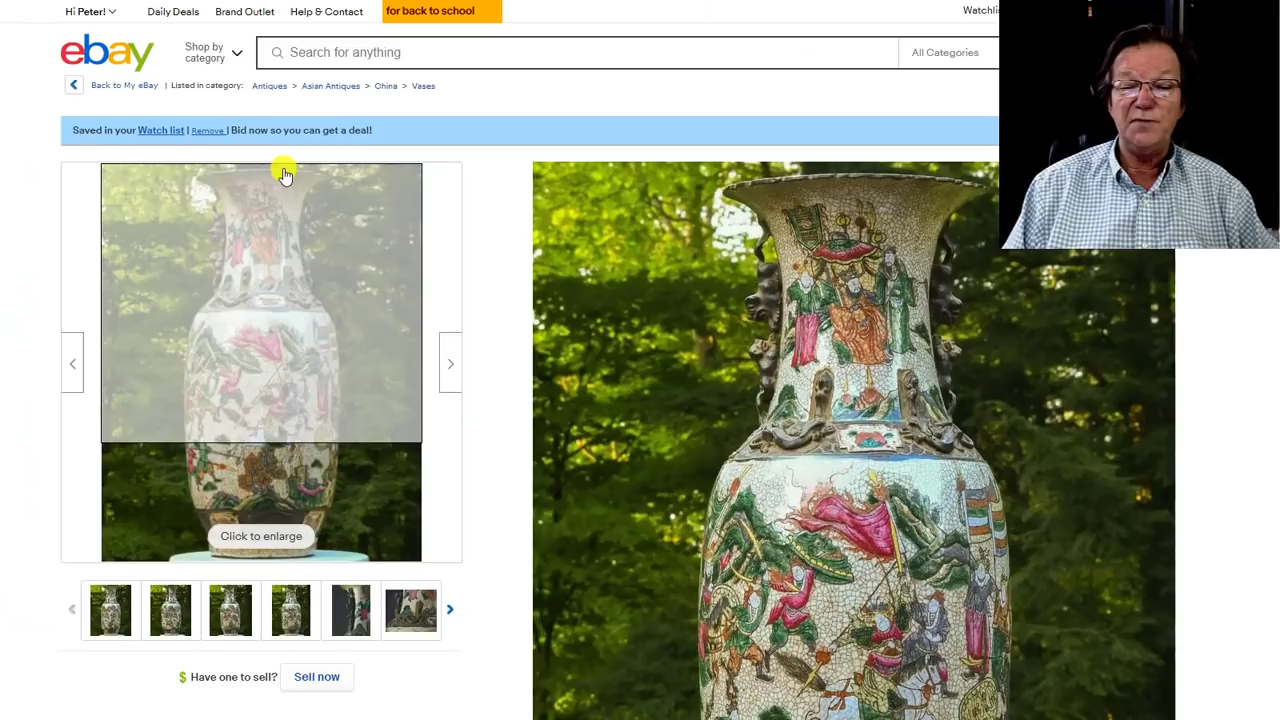 Hi Peter!
Daily Deals
Brand Outlet
Help & Contact
for back to school
Watchli
ebay
Shop by
category
Search for anything
All Categories
Back to My eBay | Listed in category: Antiques > Asian Antiques > China > Vases
Saved in your Watch list | Remove | Bid now so you can get a deal!
Click to enlarge
$ Have one to sell? Sell now